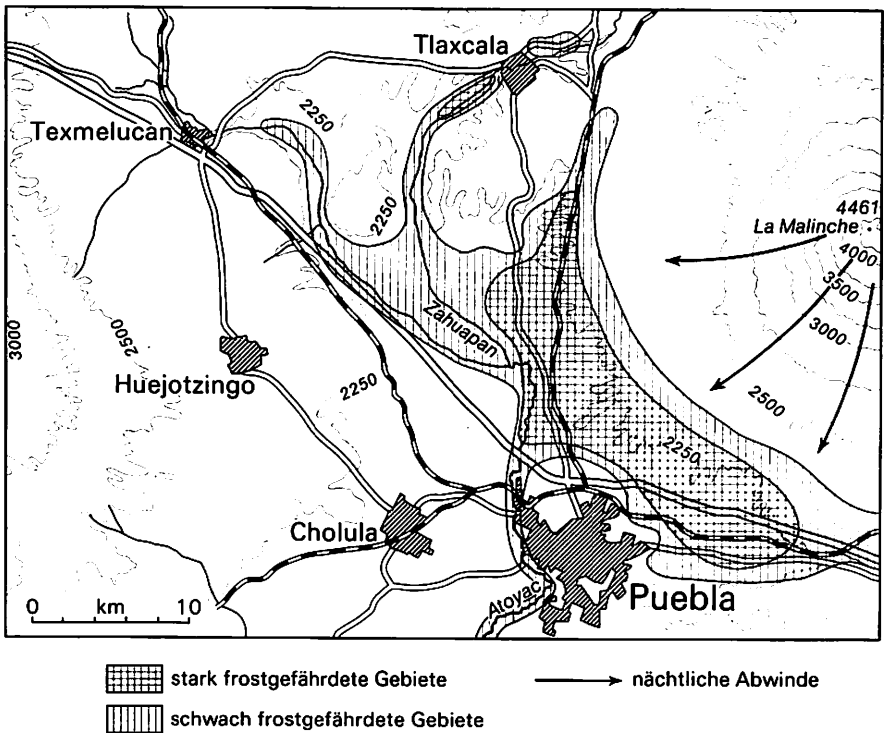 Tlaxcala
Texmelucan
2250
2250
4461
La Malinche
4000
3500
3000
2500
2250
Zahuapan
3000
2500
Huejotzingo
2250
2250
Cholula
Puebla
Atoyac
0 km 10
stark frostgefährdete Gebiete
nächtliche Abwinde
schwach frostgefährdete Gebiete